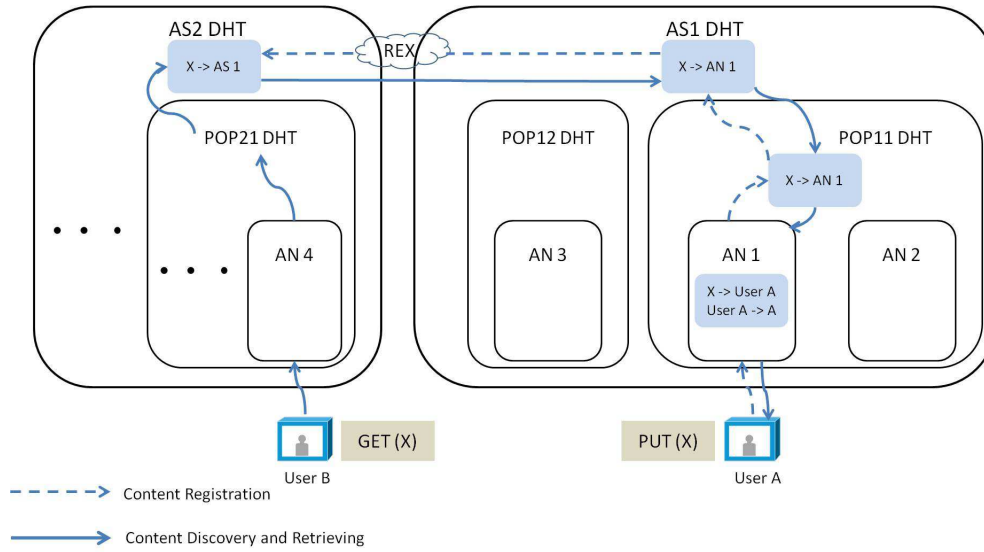 AS2 DHT
REX
AS1 DHT
X -> AS 1
X -> AN 1
POP21 DHT
POP12 DHT
POP11 DHT
X -> AN 1
• • •
• • •
AN 4
AN 3
AN 1
AN 2
X -> User A
User A -> A
GET (X)
PUT (X)
User B
User A
Content Registration
Content Discovery and Retrieving